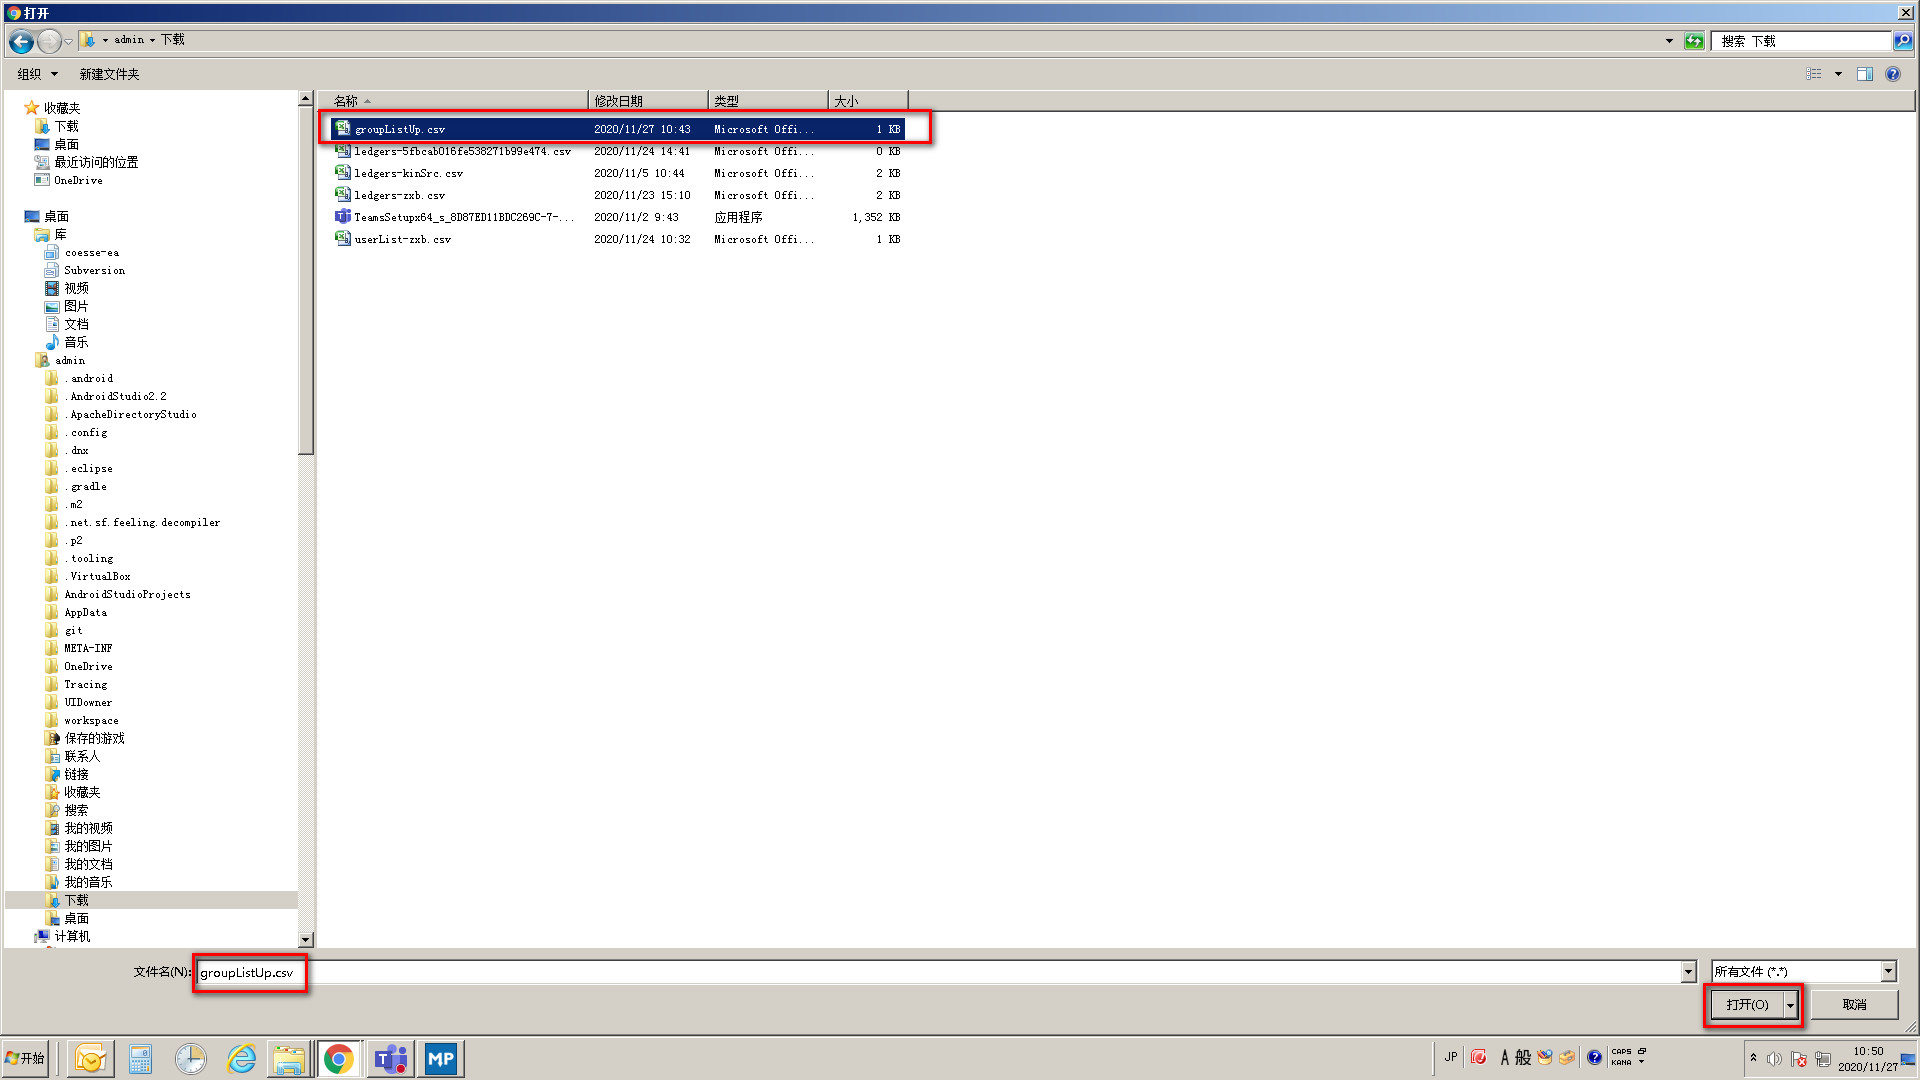 打开
admin 下载
搜索 下载
组织 新建文件夹
名称 修改日期 类型 大小
groupListUp.csv 2020/11/27 10:43 Microsoft Offi... 1 KB
ledgers-5fbcab016fe538271b99e474.csv 2020/11/24 14:41 Microsoft Offi... 0 KB
ledgers-kinSrc.csv 2020/11/5 10:44 Microsoft Offi... 2 KB
ledgers-zxb.csv 2020/11/23 15:10 Microsoft Offi... 2 KB
TeamsSetupx64_s_8D87ED11BDC269C-7-... 2020/11/2 9:43 应用程序 1,352 KB
userList-zxb.csv 2020/11/24 10:32 Microsoft Offi... 1 KB
收藏夹
下载
桌面
最近访问的位置
OneDrive
桌面
库
coesse-ea
Subversion
视频
图片
文档
音乐
admin
.android
.AndroidStudio2.2
.ApacheDirectoryStudio
.config
.dnx
.eclipse
.gradle
.m2
.net.sf.feeling.decompiler
.p2
.tooling
.VirtualBox
AndroidStudioProjects
AppData
git
META-INF
OneDrive
Tracing
UIDowner
workspace
保存的游戏
联系人
链接
收藏夹
搜索
我的视频
我的图片
我的文档
我的音乐
下载
桌面
计算机
文件名(N): groupListUp.csv
所有文件 (*.*)
打开(O) 取消
开始
MP
JP A 般 CAPS
KANA
10:50
2020/11/27